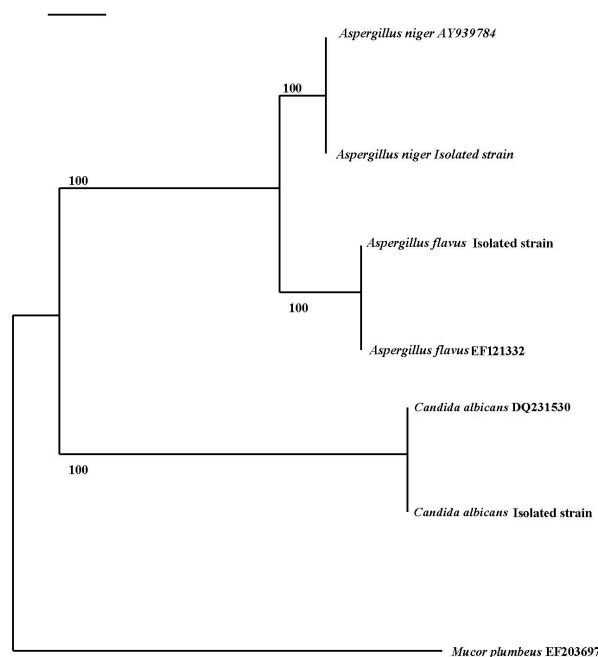 Aspergillus niger AY939784
100
Aspergillus niger Isolated strain
100
Aspergillus flavus Isolated strain
100
Aspergillus flavus EF121332
Candida albicans DQ231530
100
Candida albicans Isolated strain
Mucor plumbeus EF203697